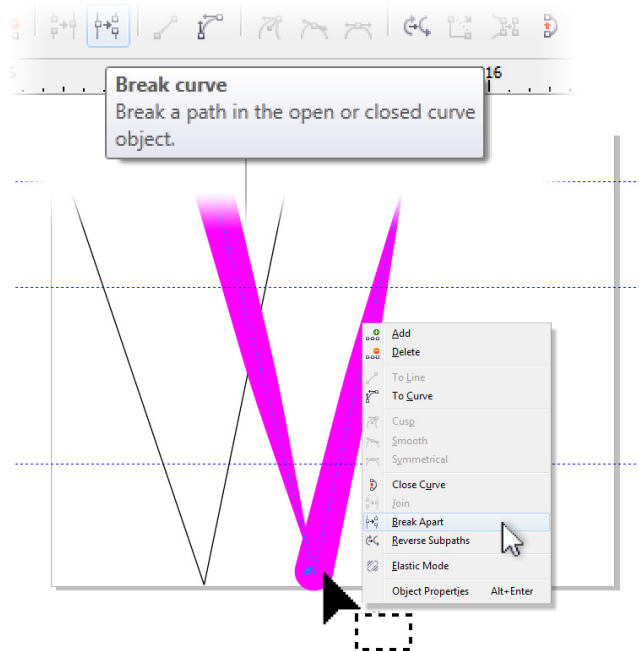 16
Break curve
Break a path in the open or closed curve
object.
Add
Delete
To Line
To Curve
Cusp
Smooth
Symmetrical
Close Curve
Join
Break Apart
Reverse Subpaths
Elastic Mode
Object Properties Alt+Enter